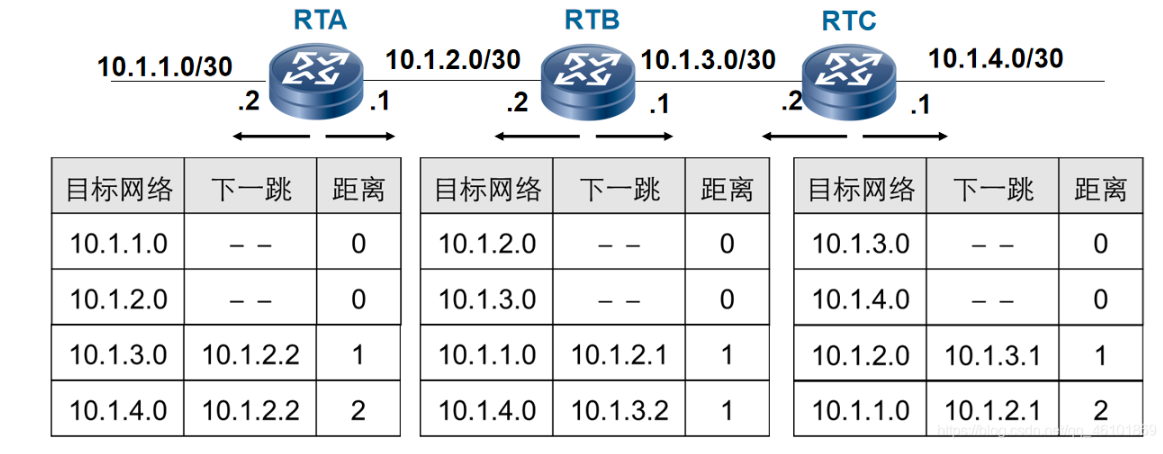 RTA RTB RTC
10.1.1.0/30 10.1.2.0/30 10.1.3.0/30 10.1.4.0/30
.2 .1 .2 .1 .2 .1
目标网络 下一跳 距离 目标网络 下一跳 距离 目标网络 下一跳 距离
10.1.1.0 – – 0 10.1.2.0 – – 0 10.1.3.0 – – 0
10.1.2.0 – – 0 10.1.3.0 – – 0 10.1.4.0 – – 0
10.1.3.0 10.1.2.2 1 10.1.1.0 10.1.2.1 1 10.1.2.0 10.1.3.1 1
10.1.4.0 10.1.2.2 2 10.1.4.0 10.1.3.2 1 10.1.1.0 10.1.2.1 2
https://blog.csdn.net/qq_46101869